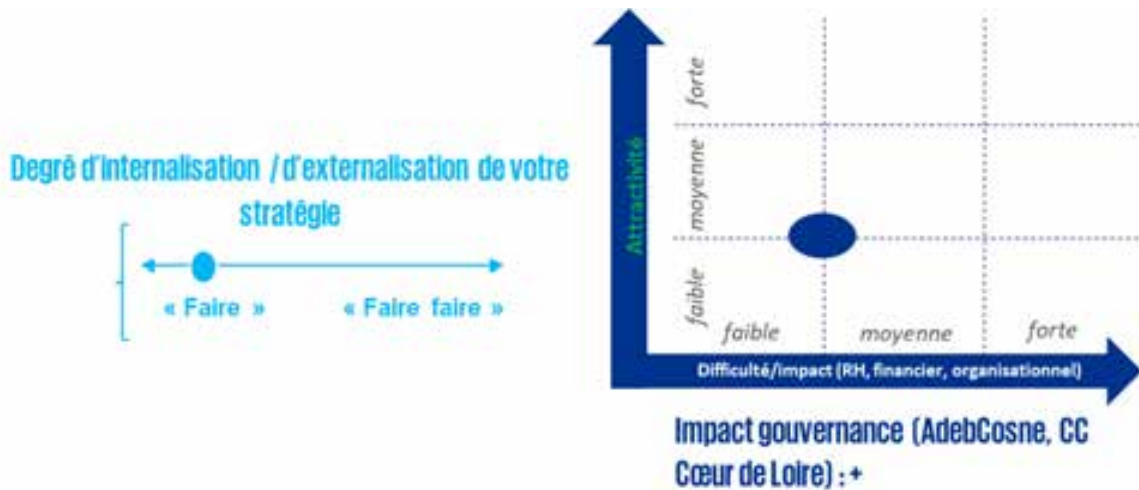 Degré d'internalisation / d'externalisation de votre
stratégie
« Faire »
« Faire faire »
Attractivité
forte
moyenne
faible
faible
moyenne
forte
Difficulté/impact (RH, financier, organisationnel)
Impact gouvernance (AdebCosne, CC
Cœur de Loire) : +